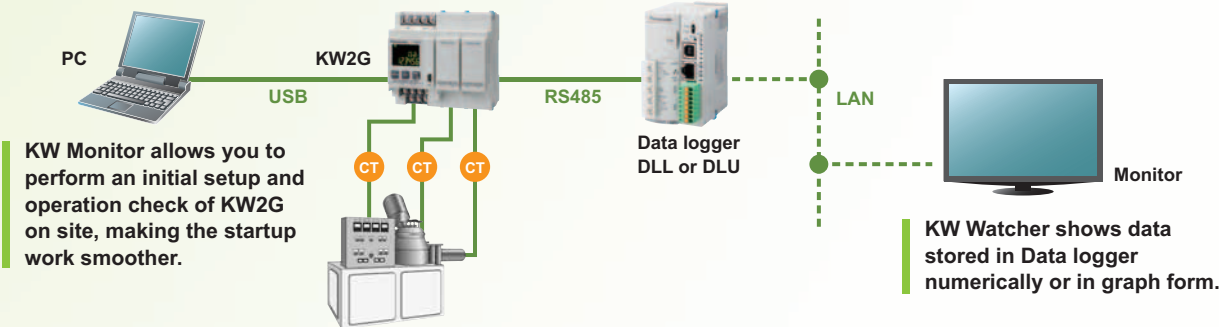 PC
KW2G
USB
RS485
LAN
Data logger
DLL or DLU
CT
CT
CT
Monitor
KW Monitor allows you to
perform an initial setup and
operation check of KW2G
on site, making the startup
work smoother.
KW Watcher shows data
stored in Data logger
numerically or in graph form.